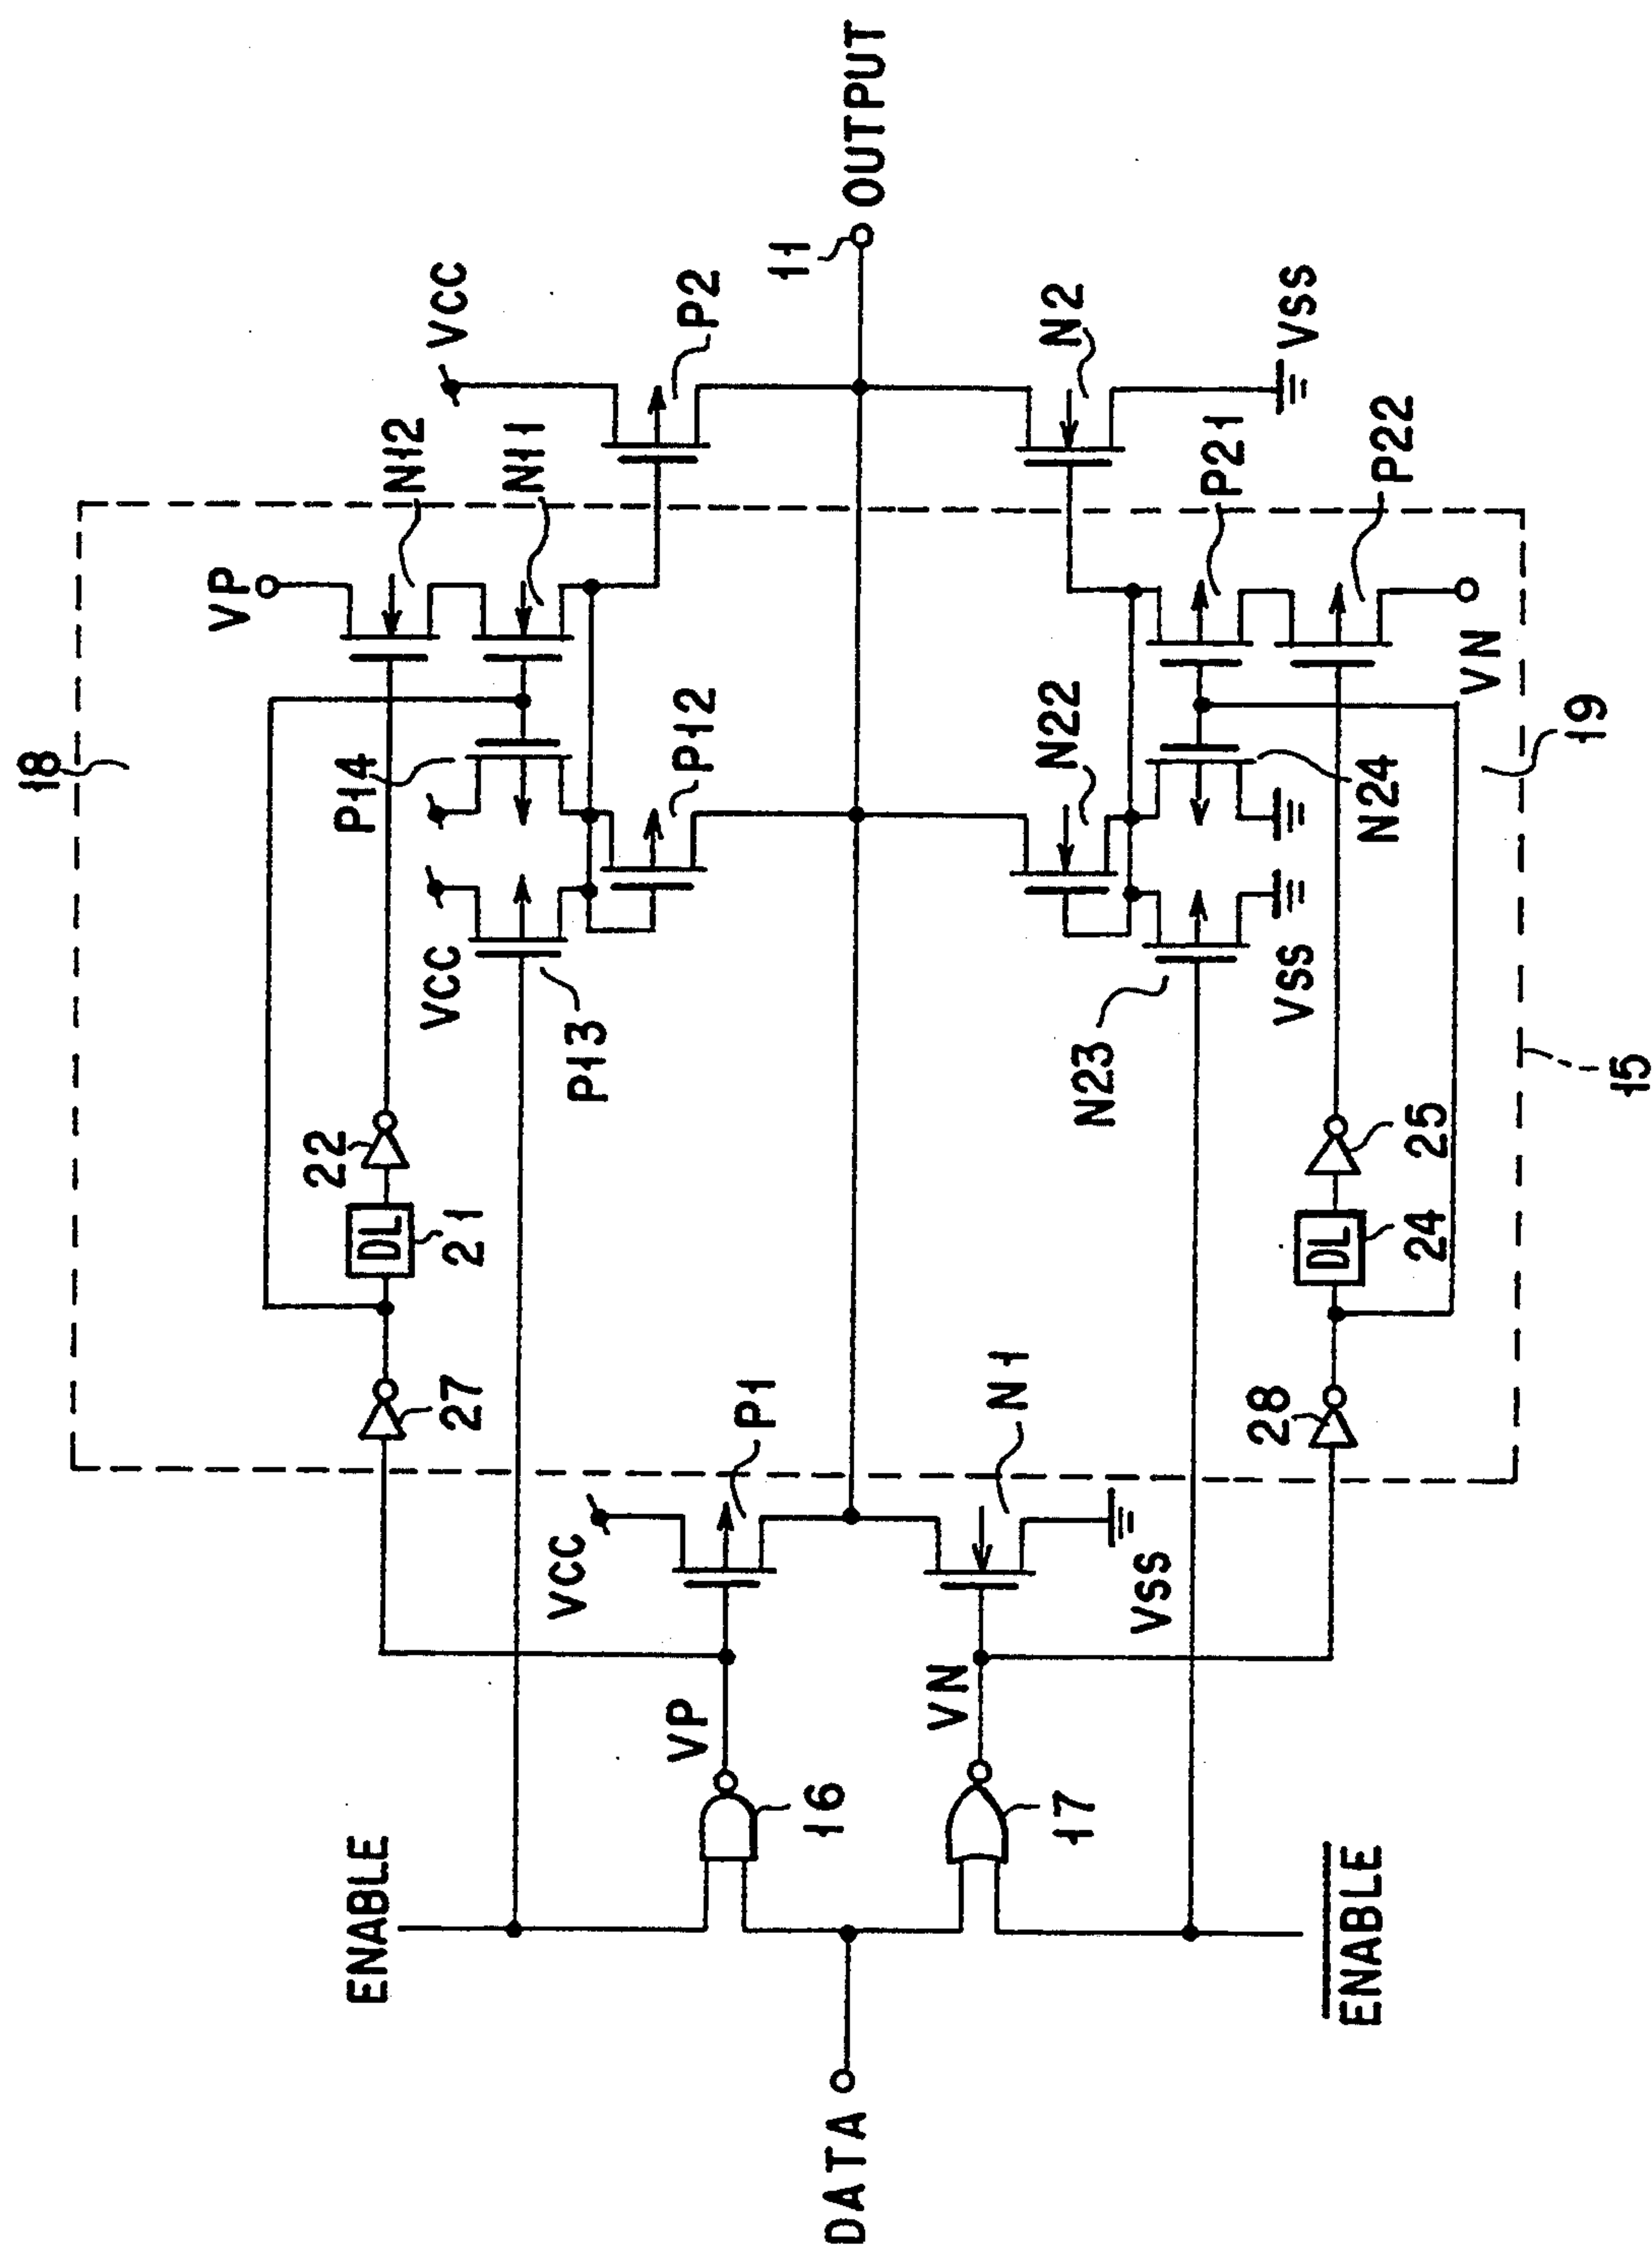 18
VP
N12
VCC
N11
P14
P2
22
DL
21
VCC
P12
P13
11
OUTPUT
27
ENABLE
VCC
P1
VP
16
DATA
VN
17
N1
VSS
N22
N2
N23
VSS
N24
P21
VSS
P22
VN
28
DL
24
25
19
15
ENABLE